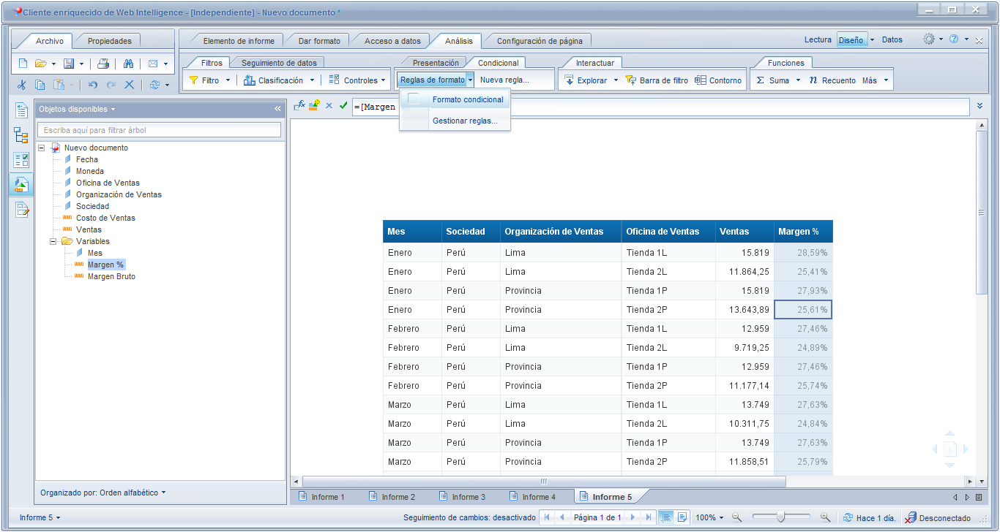 Cliente enriquecido de Web Intelligence - [Independiente] - Nuevo documento *
Archivo Propiedades Elemento de informe Dar formato Acceso a datos Análisis Configuración de página Lectura Diseño Datos
Filtros Seguimiento de datos Presentación Condicional Interactuar Funciones
Filtro Clasificación Controles Reglas de formato Nueva regla... Explorar Barra de filtro Contorno Σ Suma n Recuento Más
Formato condicional
Gestionar reglas...
Objetos disponibles
=[Margen
Escriba aquí para filtrar árbol
Nuevo documento
Fecha
Moneda
Oficina de Ventas
Organización de Ventas
Sociedad
Costo de Ventas
Ventas
Variables
Mes
Margen %
Margen Bruto
Mes Sociedad Organización de Ventas Oficina de Ventas Ventas Margen %
Enero Perú Lima Tienda 1L 15.819 28,59%
Enero Perú Lima Tienda 2L 11.864,25 25,41%
Enero Perú Provincia Tienda 1P 15.819 27,93%
Enero Perú Provincia Tienda 2P 13.643,89 25,61%
Febrero Perú Lima Tienda 1L 12.959 27,46%
Febrero Perú Lima Tienda 2L 9.719,25 24,89%
Febrero Perú Provincia Tienda 1P 12.959 27,46%
Febrero Perú Provincia Tienda 2P 11.177,14 25,74%
Marzo Perú Lima Tienda 1L 13.749 27,63%
Marzo Perú Lima Tienda 2L 10.311,75 24,84%
Marzo Perú Provincia Tienda 1P 13.749 27,63%
Marzo Perú Provincia Tienda 2P 11.858,51 25,79%
Organizado por: Orden alfabético
Informe 1 Informe 2 Informe 3 Informe 4 Informe 5
Informe 5 Seguimiento de cambios: desactivado Página 1 de 1 100% Hace 1 día. Desconectado